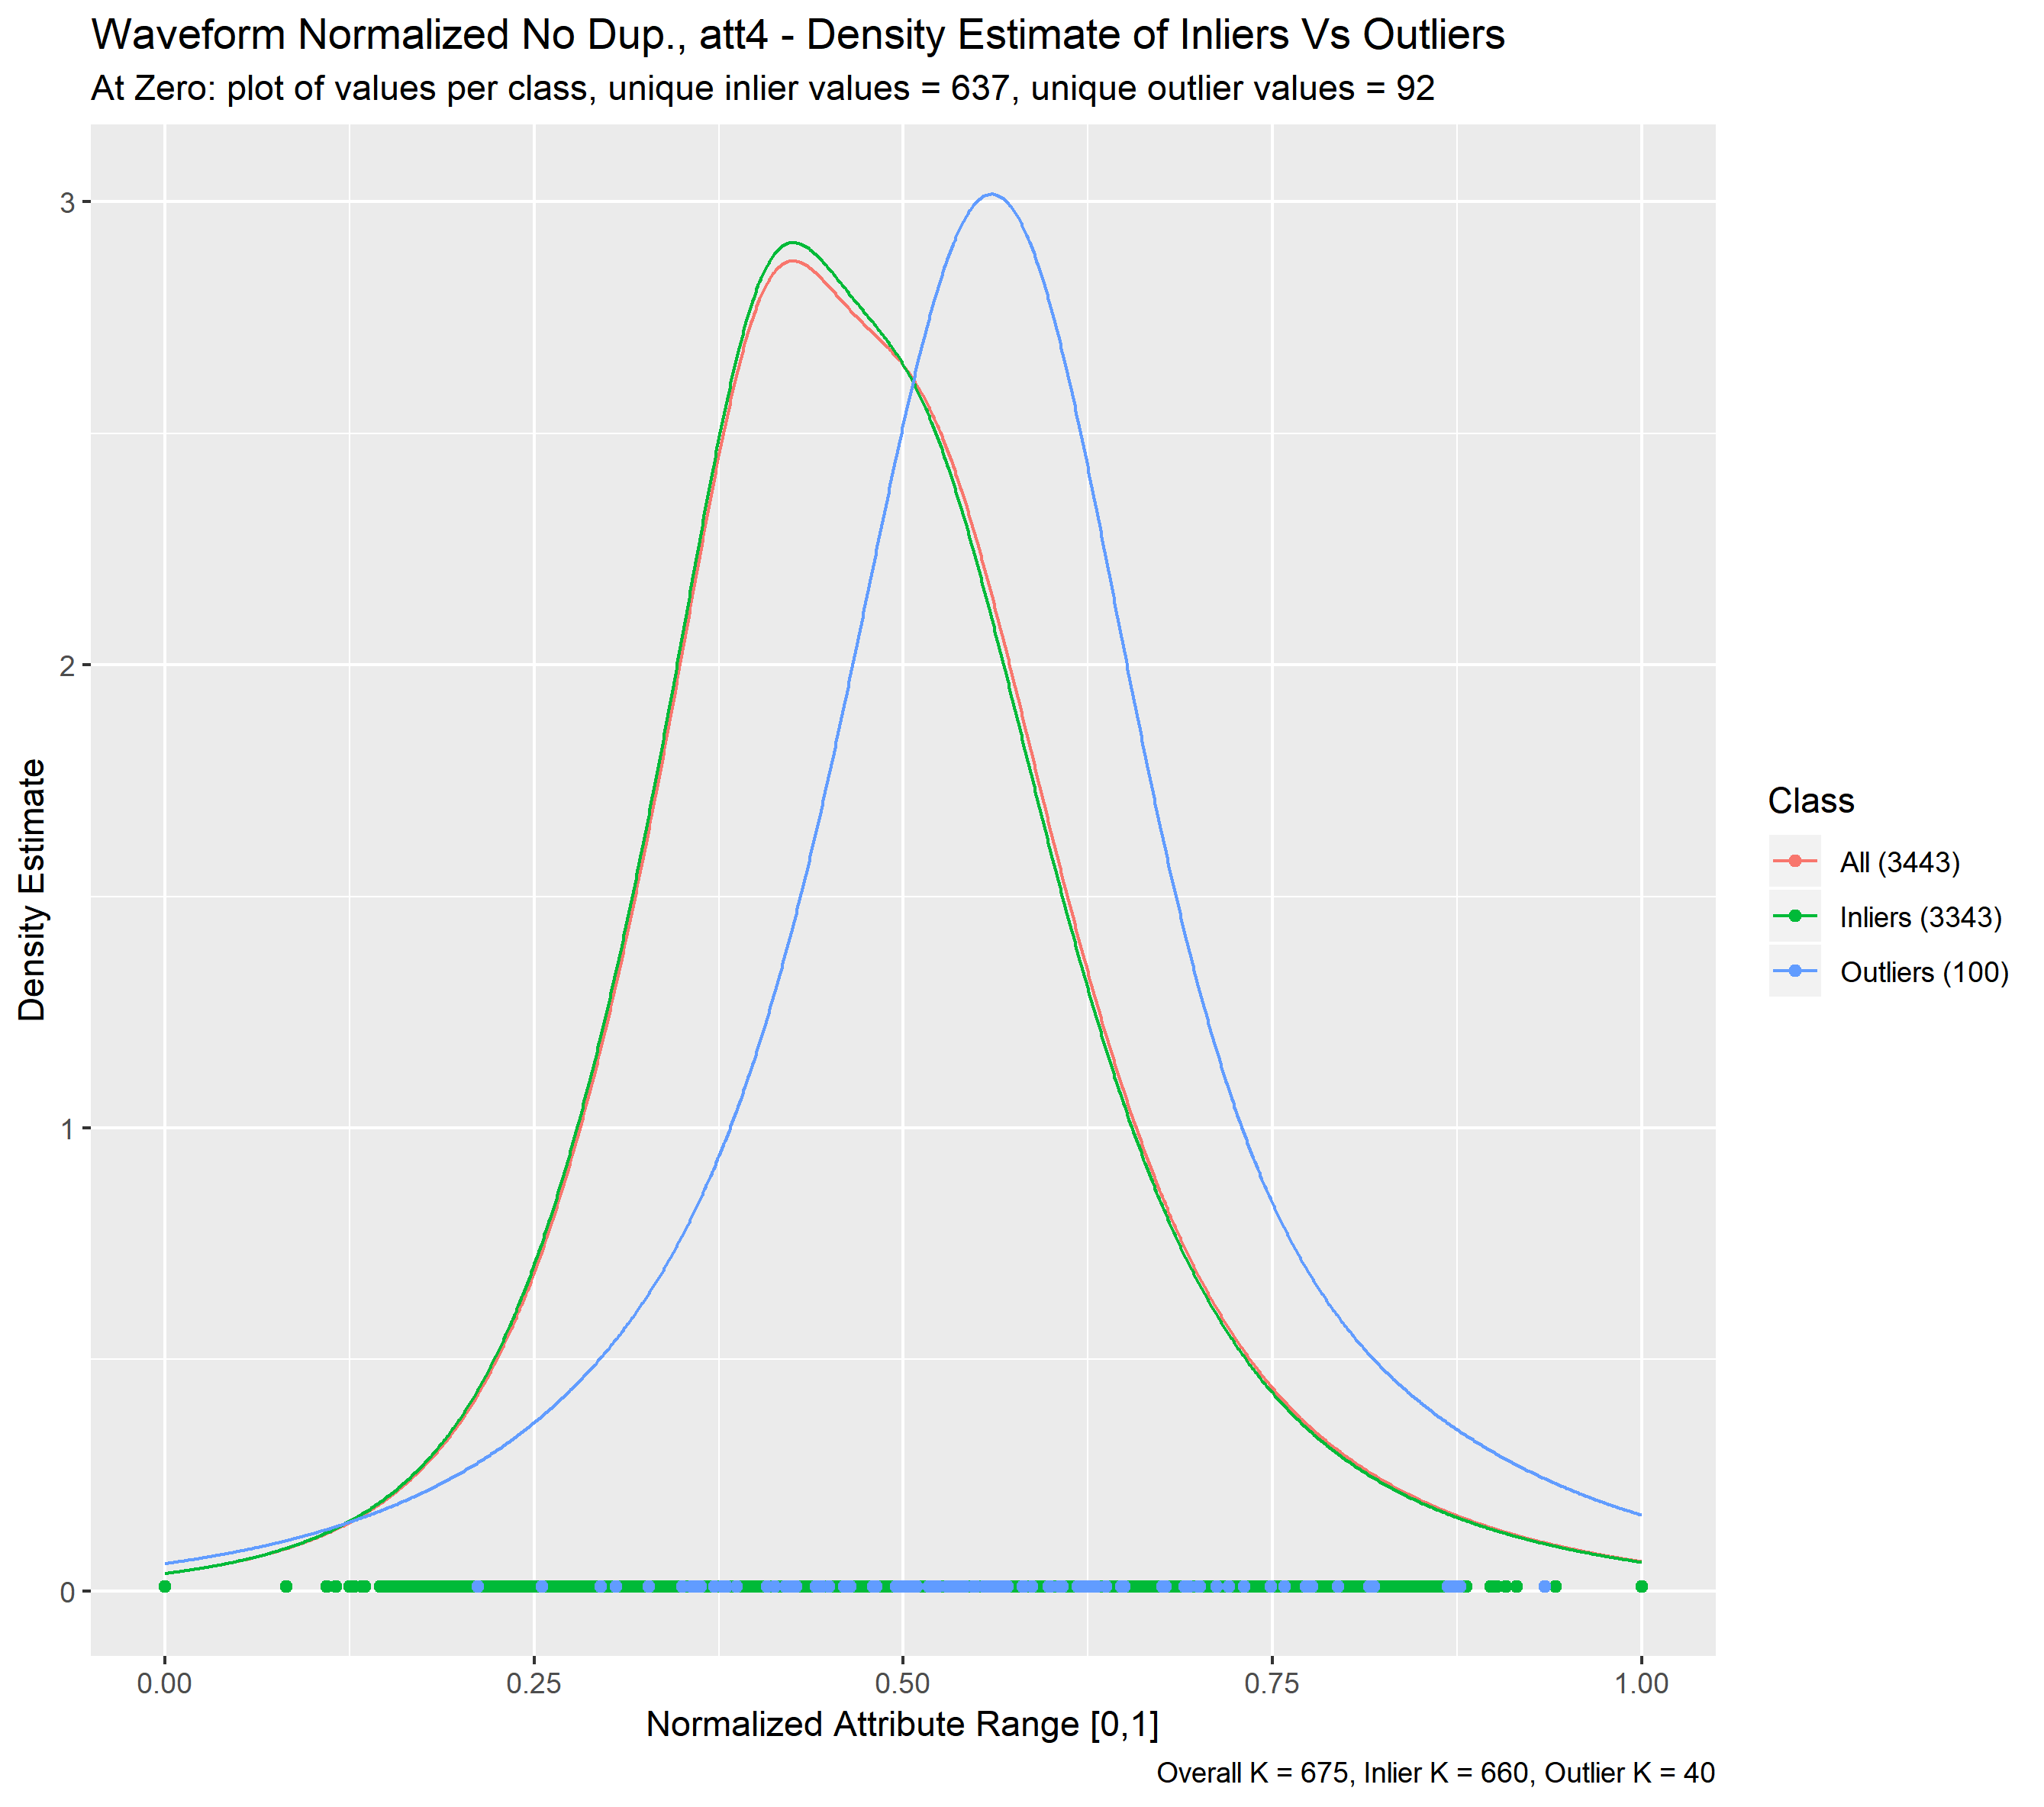 Waveform Normalized No Dup., att4 - Density Estimate of Inliers Vs Outliers
At Zero: plot of values per class, unique inlier values = 637, unique outlier values = 92
3
2
1
0
Density Estimate
0.00 0.25 0.50 0.75 1.00
Normalized Attribute Range [0,1]
Overall K = 675, Inlier K = 660, Outlier K = 40
Class
All (3443)
Inliers (3343)
Outliers (100)